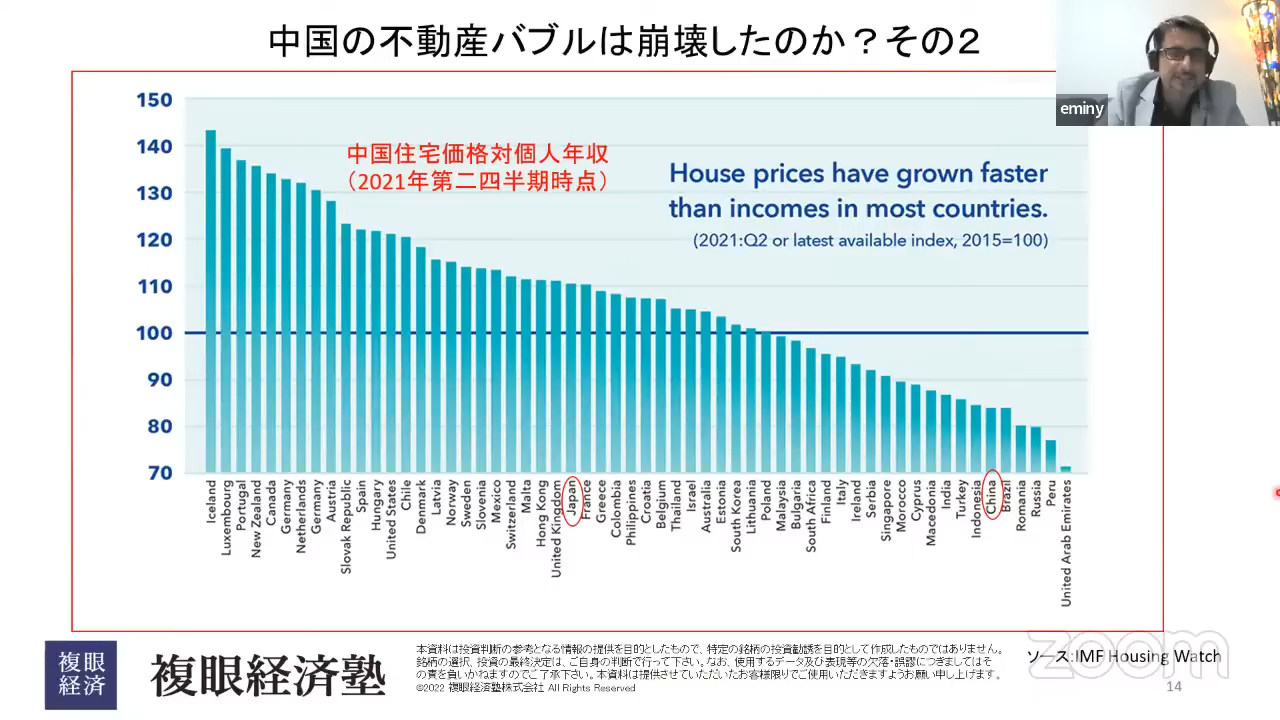 中国の不動産バブルは崩壊したのか？その２
eminy
150
140
130
120
110
100
90
80
70
中国住宅価格対個人年収
（2021年第二四半期時点）
House prices have grown faster
than incomes in most countries.
(2021:Q2 or latest available index, 2015=100)
Iceland
Luxembourg
Portugal
New Zealand
Canada
Germany
Netherlands
Germany
Austria
Slovak Republic
Spain
Hungary
United States
Chile
Denmark
Latvia
Norway
Sweden
Slovenia
Mexico
Switzerland
Malta
Hong Kong
United Kingdom
Japan
France
Greece
Colombia
Philippines
Croatia
Belgium
Thailand
Israel
Australia
Estonia
South Korea
Lithuania
Poland
Malaysia
Bulgaria
South Africa
Finland
Italy
Ireland
Serbia
Singapore
Morocco
Cyprus
Macedonia
India
Turkey
Indonesia
China
Brazil
Romania
Russia
Peru
United Arab Emirates
複眼
経済
複眼経済塾
本資料は投資判断の参考となる情報の提供を目的としたもので、特定の銘柄の投資勧誘を目的として作成したものではありません。
銘柄の選択、投資の最終決定は、ご自身の判断で行って下さい。なお、使用するデータ及び表現等の欠落・誤謬につきましてはそ
の責を負いかねますのでご了承下さい。本資料は提供させていただいたお客様限りでご使用いただきますようお願い申し上げます。
©2022 複眼経済塾株式会社 All Rights Reserved
ソース:IMF Housing Watch
zoom
14